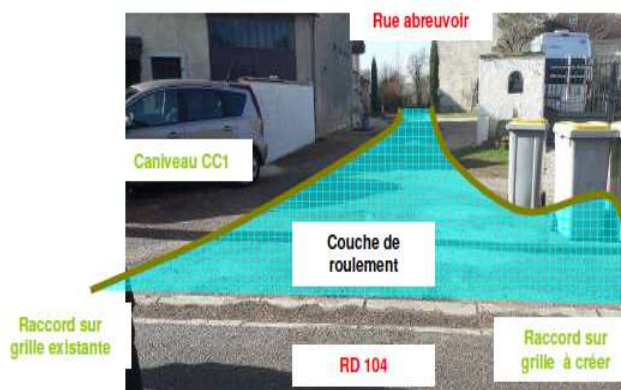 Rue abreuvoir
Caniveau CC1
Couche de
roulement
Raccord sur
grille existante
RD 104
Raccord sur
grille à créer